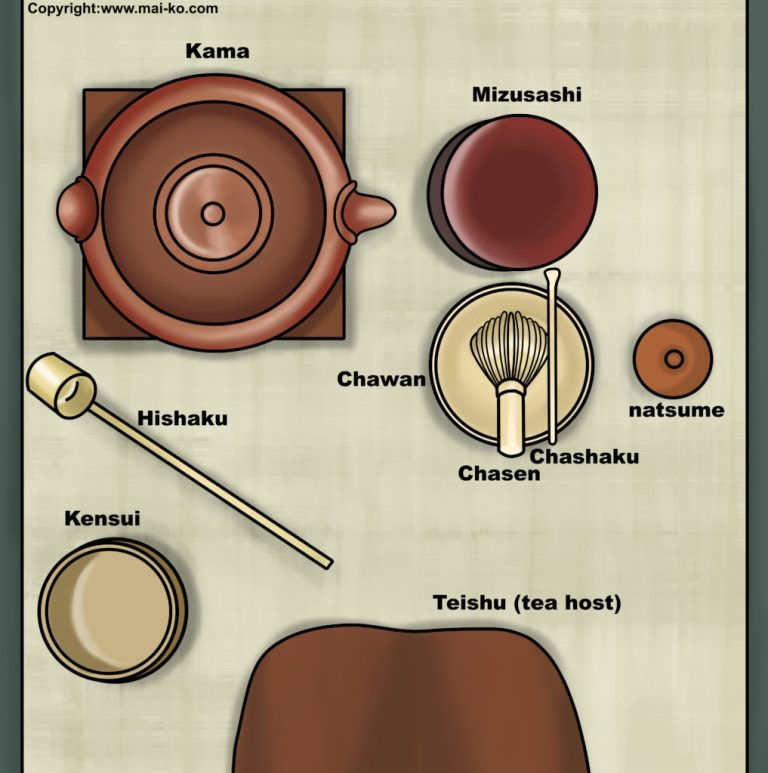 Copyright:www.mai-ko.com
Kama
Mizusashi
Chawan
natsume
Hishaku
Chashaku
Chasen
Kensui
Teishu (tea host)